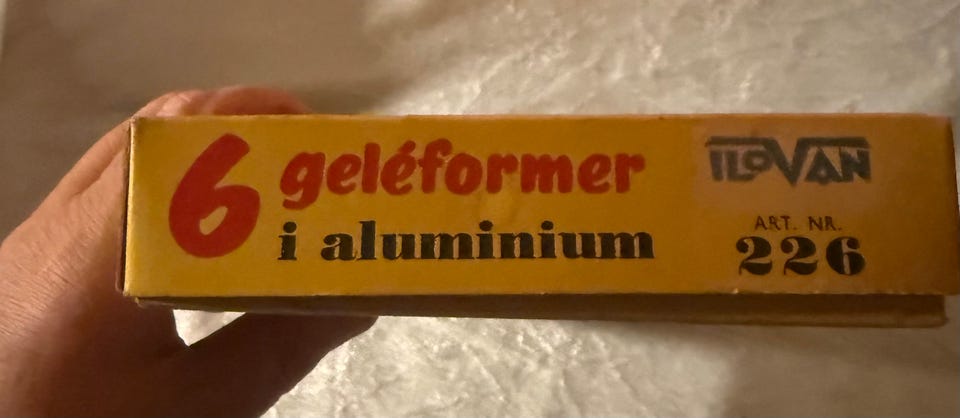 6 geléformer
i aluminium
ILOVAN
ART. NR.
226